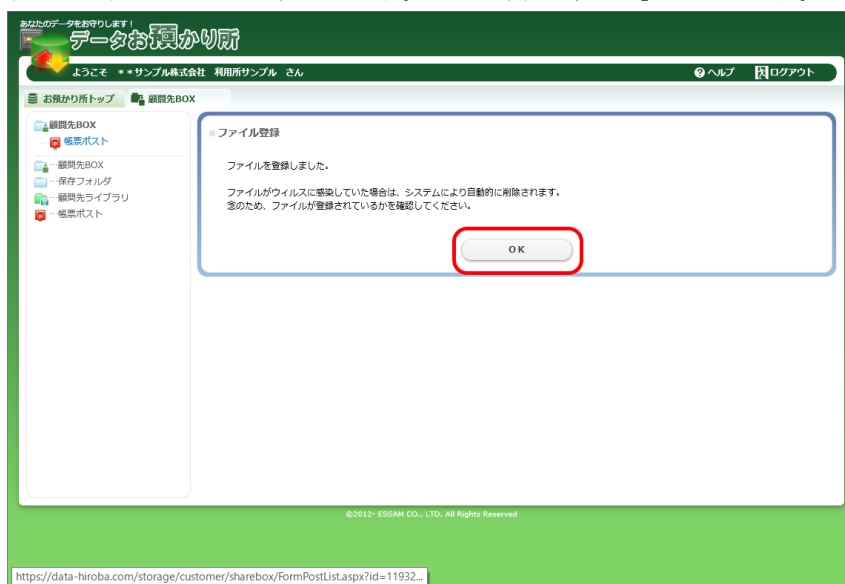 あなたのデータをお守りします!
データお預かり所
ようこそ **サンプル株式会社 利用所サンプル さん
ヘルプ
ログアウト
お預かり所トップ
顧問先BOX
顧問先BOX
帳票ポスト
…顧問先BOX
…保存フォルダ
…顧問先ライブラリ
…帳票ポスト
ファイル登録
ファイルを登録しました。
ファイルがウィルスに感染していた場合は、システムにより自動的に削除されます。
念のため、ファイルが登録されているかを確認してください。
OK
©2012- ESSAM CO., LTD. All Rights Reserved
https://data-hiroba.com/storage/customer/sharebox/FormPostList.aspx?id=11932...